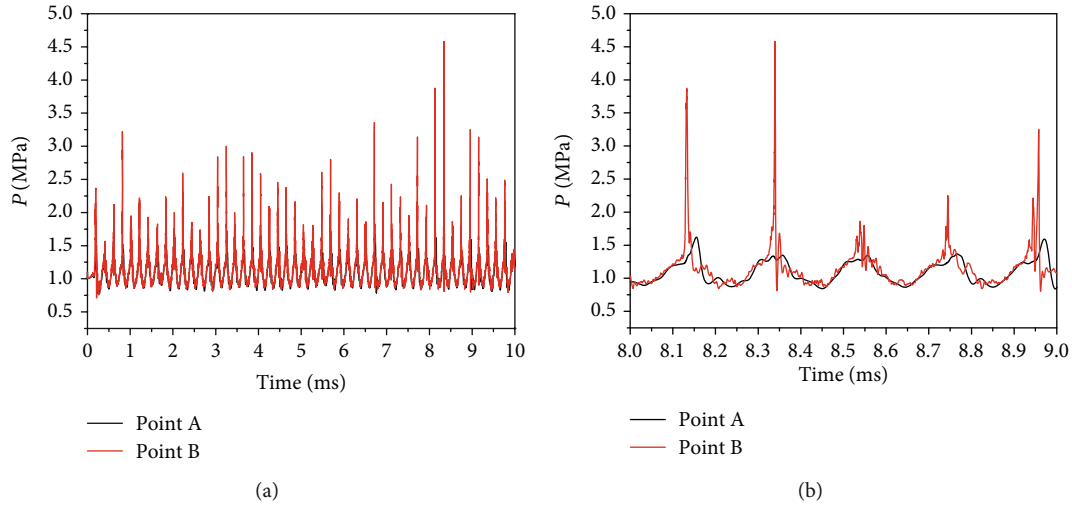 5.0
4.5
4.0
3.5
3.0
2.5
2.0
1.5
1.0
0.5
P (MPa)
0 1 2 3 4 5 6 7 8 9 10
Time (ms)
Point A
Point B
(a)
5.0
4.5
4.0
3.5
3.0
2.5
2.0
1.5
1.0
0.5
P (MPa)
8.0 8.1 8.2 8.3 8.4 8.5 8.6 8.7 8.8 8.9 9.0
Time (ms)
Point A
Point B
(b)